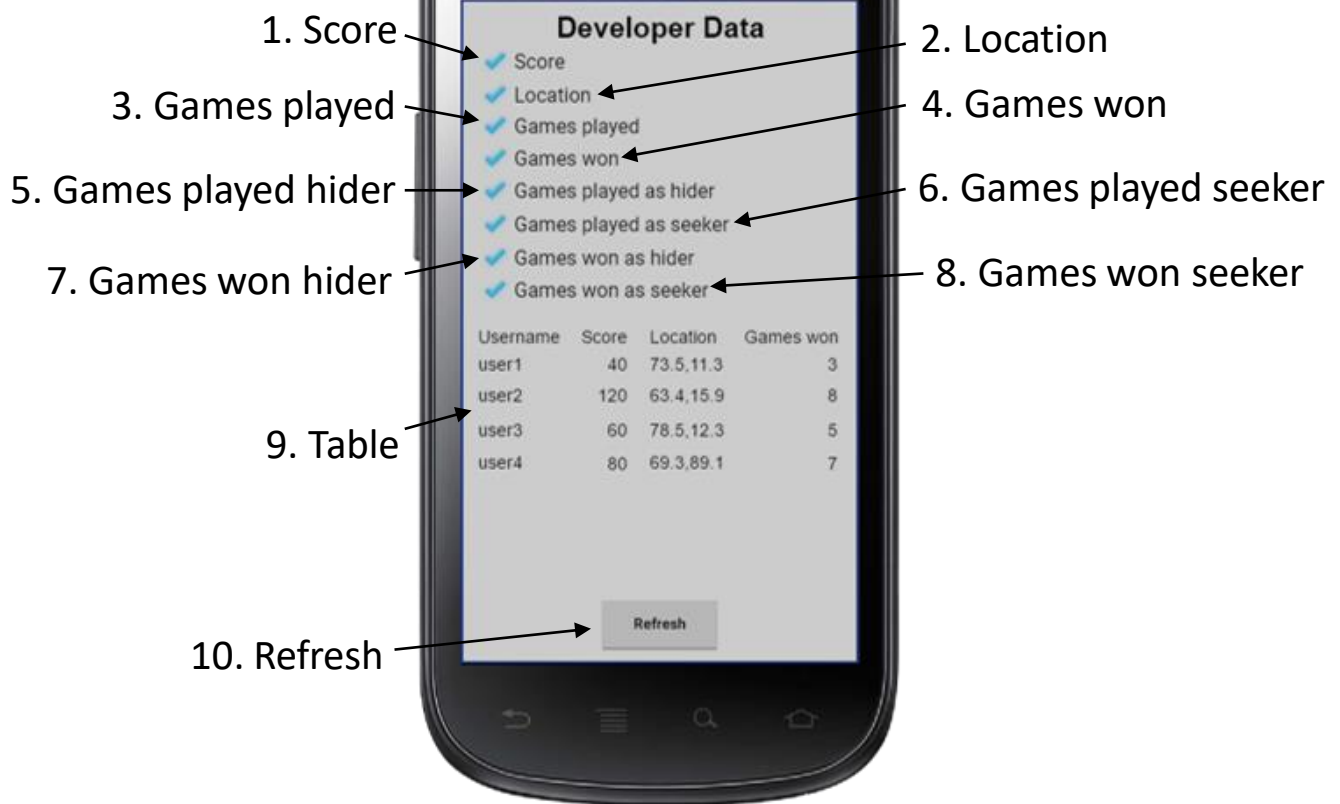 Developer Data
1. Score
Score
2. Location
Location
3. Games played
Games played
4. Games won
Games won
5. Games played hider
Games played as hider
6. Games played seeker
Games played as seeker
7. Games won hider
Games won as hider
8. Games won seeker
Games won as seeker
Username Score Location Games won
user1 40 73.5,11.3 3
user2 120 63.4,15.9 8
9. Table
user3 60 78.5,12.3 5
user4 80 69.3,89.1 7
Refresh
10. Refresh